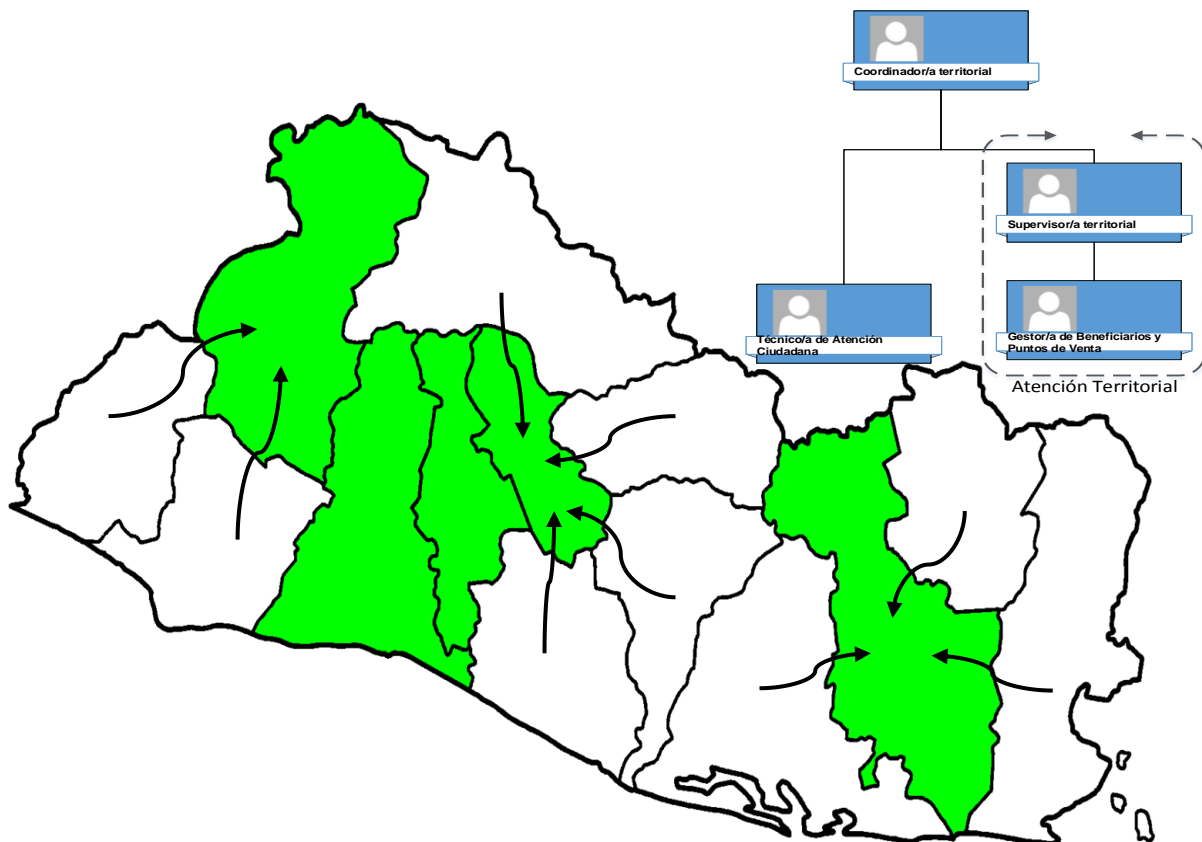 Coordinador/a territorial
Supervisor/a territorial
Técnico/a de Atención
Ciudadana
Gestor/a de Beneficiarios y
Puntos de Venta
Atención Territorial